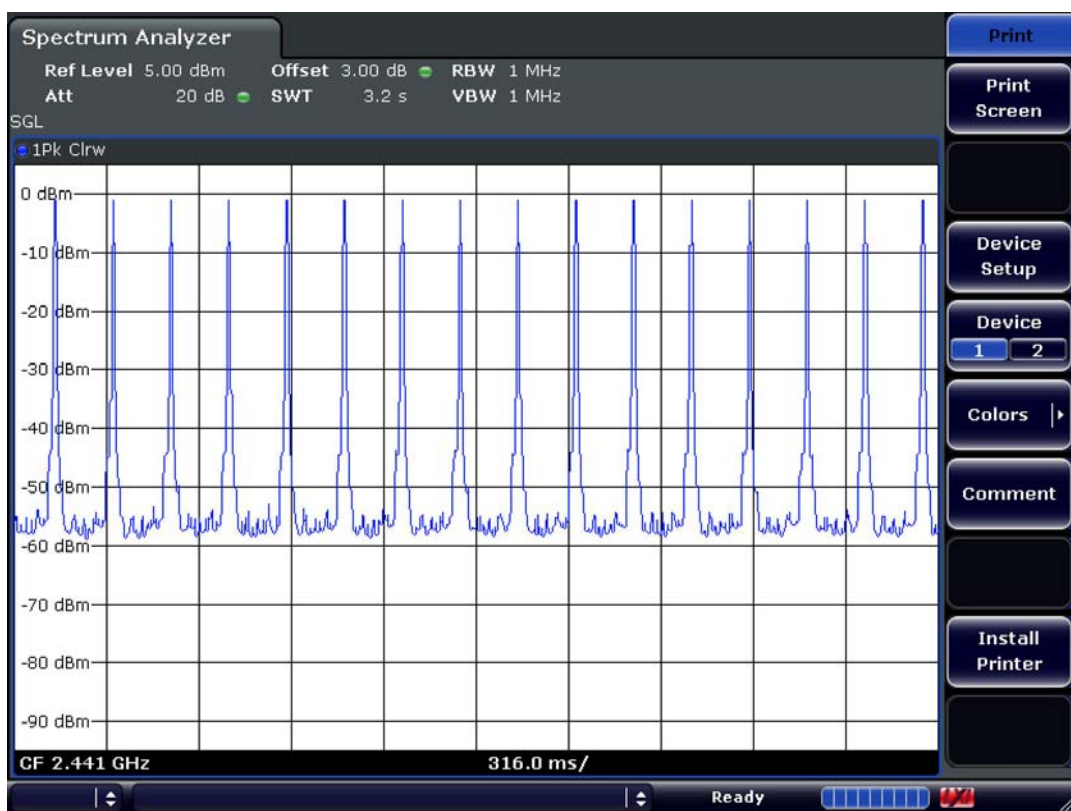 Spectrum Analyzer
Ref Level 5.00 dBm Offset 3.00 dB RBW 1 MHz
Att 20 dB SWT 3.2 s VBW 1 MHz
SGL
1Pk Clrw
0 dBm
-10 dBm
-20 dBm
-30 dBm
-40 dBm
-50 dBm
-60 dBm
-70 dBm
-80 dBm
-90 dBm
CF 2.441 GHz 316.0 ms/
Ready
Print
Print
Screen
Device
Setup
Device
1 2
Colors
Comment
Install
Printer